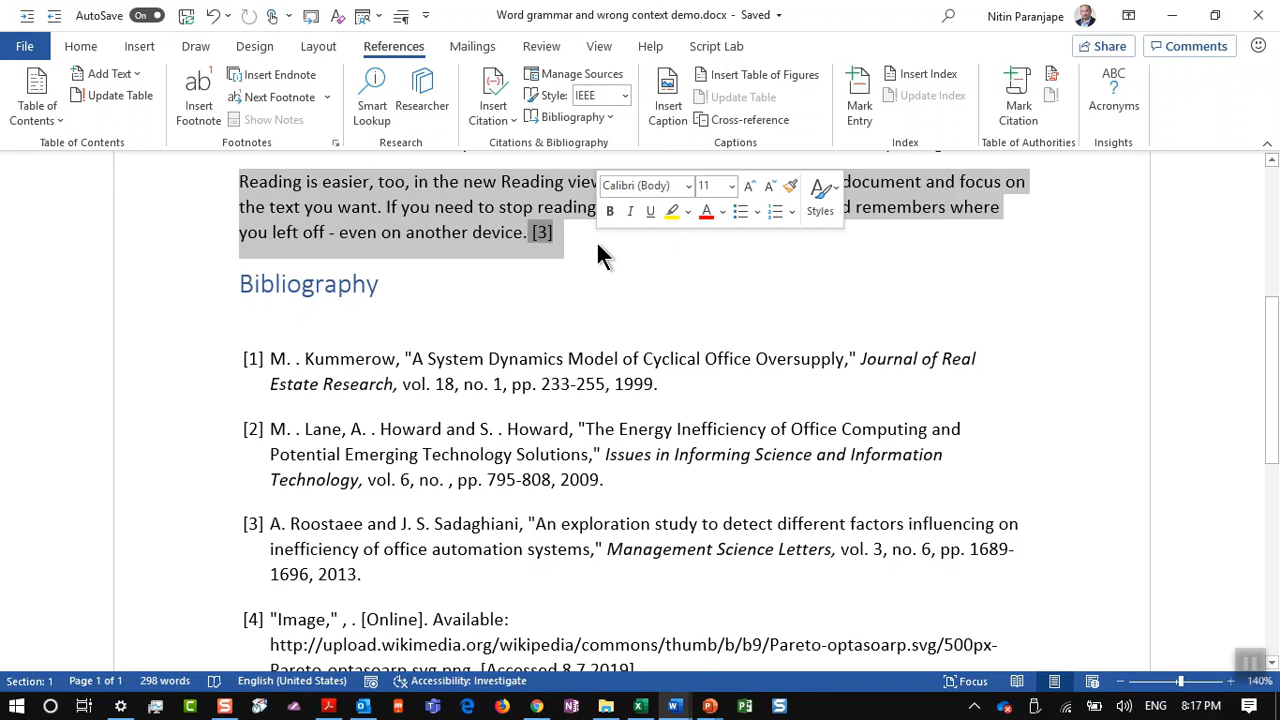 AutoSave On
Word grammar and wrong context demo.docx - Saved
Nitin Paranjape
File Home Insert Draw Design Layout References Mailings Review View Help Script Lab Share Comments
Table of Contents
Add Text
Update Table
Table of Contents
ab1
Insert Footnote
Insert Endnote
Next Footnote
Show Notes
Footnotes
Smart Lookup
Researcher
Research
Insert Citation
Manage Sources
Style: IEEE
Bibliography
Citations & Bibliography
Insert Caption
Insert Table of Figures
Update Table
Cross-reference
Captions
Mark Entry
Insert Index
Update Index
Index
Mark Citation
Table of Authorities
ABC
Acronyms
Insights
Reading is easier, too, in the new Reading view document and focus on
the text you want. If you need to stop reading d remembers where
you left off - even on another device. [3]
Calibri (Body) 11
B I U A
Styles
Bibliography
[1] M. . Kummerow, "A System Dynamics Model of Cyclical Office Oversupply," Journal of Real
Estate Research, vol. 18, no. 1, pp. 233-255, 1999.
[2] M. . Lane, A. . Howard and S. . Howard, "The Energy Inefficiency of Office Computing and
Potential Emerging Technology Solutions," Issues in Informing Science and Information
Technology, vol. 6, no. , pp. 795-808, 2009.
[3] A. Roostaee and J. S. Sadaghiani, "An exploration study to detect different factors influencing on
inefficiency of office automation systems," Management Science Letters, vol. 3, no. 6, pp. 1689-
1696, 2013.
[4] "Image," , . [Online]. Available:
http://upload.wikimedia.org/wikipedia/commons/thumb/b/b9/Pareto-optasoarp.svg/500px-
Pareto-optasoarp.svg.png. [Accessed 8 7 2019].
Section: 1 Page 1 of 1 298 words English (United States) Accessibility: Investigate Focus 140%
ENG 8:17 PM